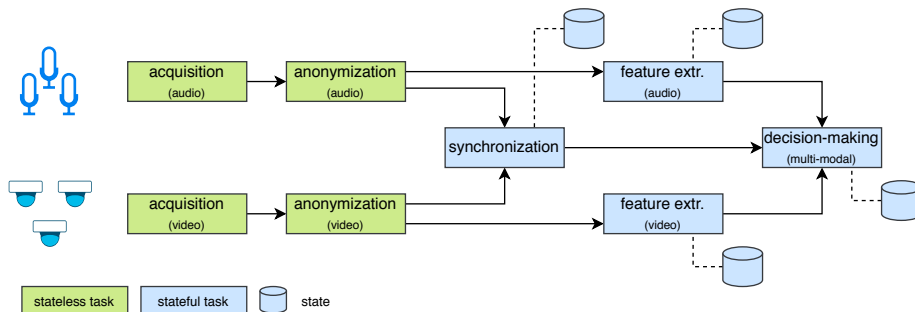 acquisition
(audio)
anonymization
(audio)
feature extr.
(audio)
synchronization
decision-making
(multi-modal)
acquisition
(video)
anonymization
(video)
feature extr.
(video)
stateless task
stateful task
state